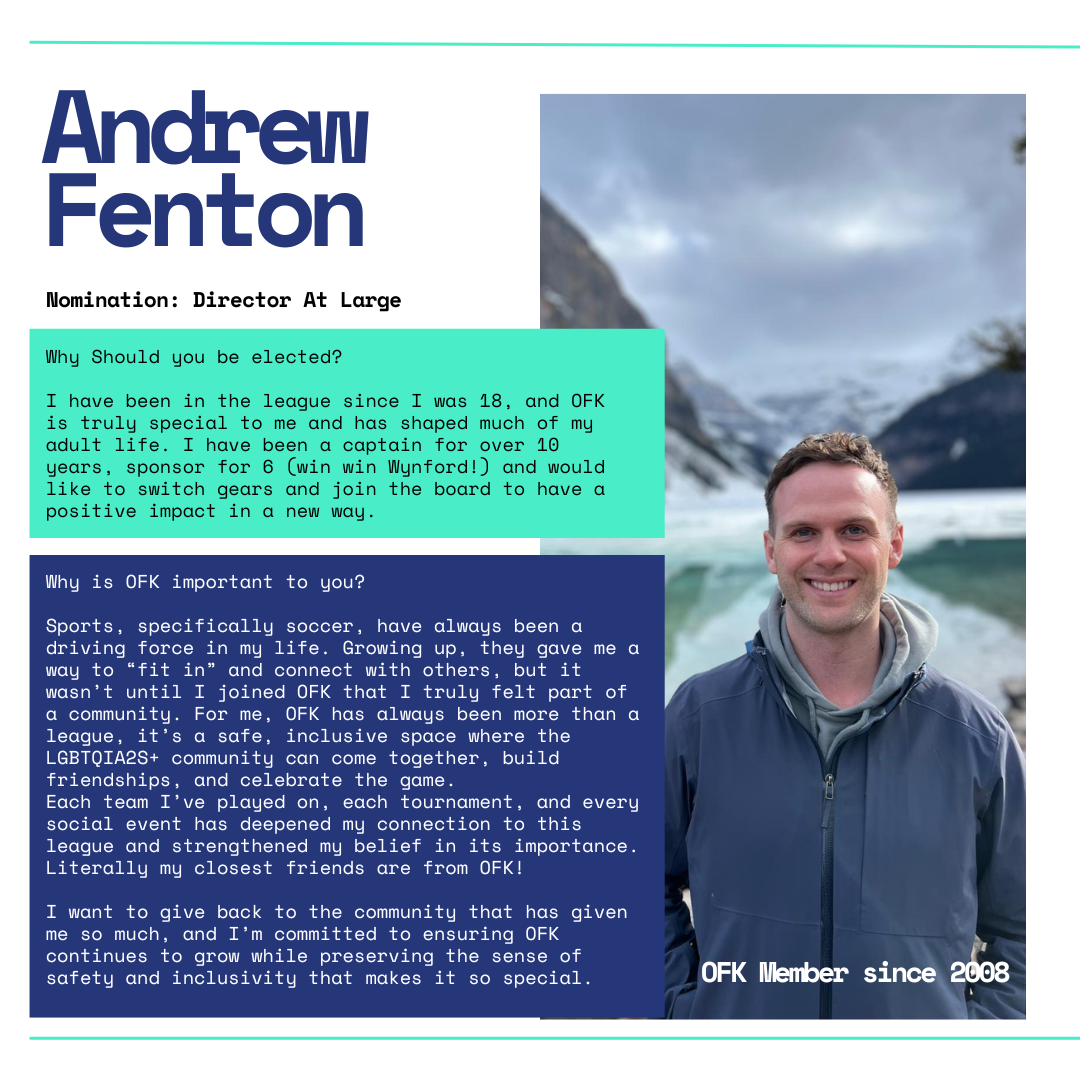 Andrew
Fenton
Nomination: Director At Large
Why Should you be elected?
I have been in the league since I was 18, and OFK
is truly special to me and has shaped much of my
adult life. I have been a captain for over 10
years, sponsor for 6 (win win Wynford!) and would
like to switch gears and join the board to have a
positive impact in a new way.
Why is OFK important to you?
Sports, specifically soccer, have always been a
driving force in my life. Growing up, they gave me a
way to “fit in” and connect with others, but it
wasn’t until I joined OFK that I truly felt part of
a community. For me, OFK has always been more than a
league, it’s a safe, inclusive space where the
LGBTQIA2S+ community can come together, build
friendships, and celebrate the game.
Each team I’ve played on, each tournament, and every
social event has deepened my connection to this
league and strengthened my belief in its importance.
Literally my closest friends are from OFK!
I want to give back to the community that has given
me so much, and I’m committed to ensuring OFK
continues to grow while preserving the sense of
safety and inclusivity that makes it so special.
OFK Member since 2008